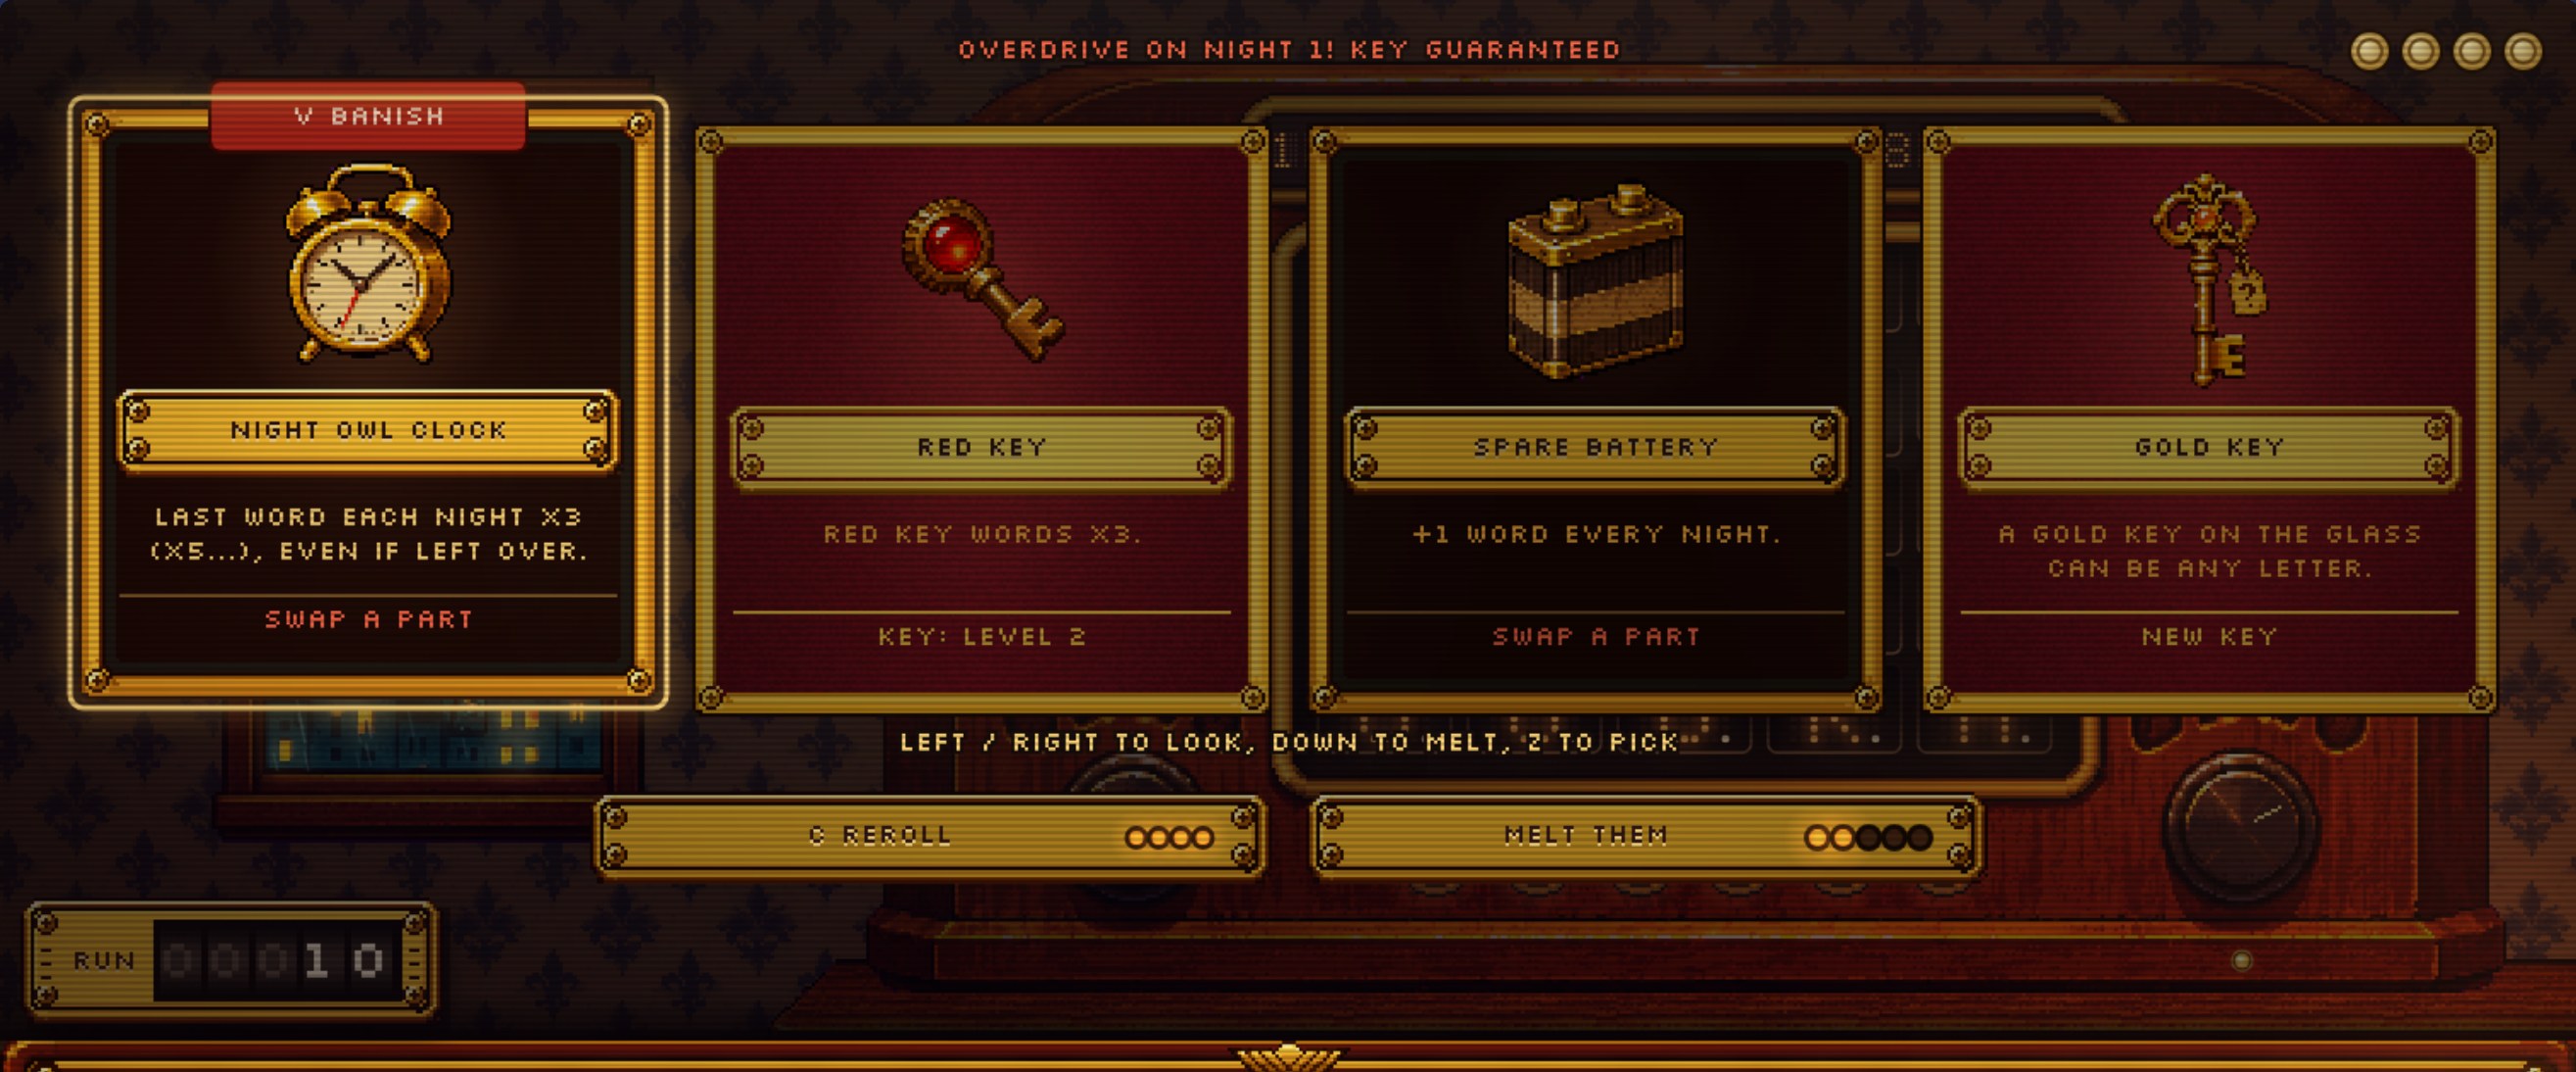 OVERDRIVE ON NIGHT 1! KEY GUARANTEED
V BANISH
NIGHT OWL CLOCK
LAST WORD EACH NIGHT X3
(X5...), EVEN IF LEFT OVER.
SWAP A PART
RED KEY
RED KEY WORDS X3.
KEY: LEVEL 2
SPARE BATTERY
+1 WORD EVERY NIGHT.
SWAP A PART
?
GOLD KEY
A GOLD KEY ON THE GLASS
CAN BE ANY LETTER.
NEW KEY
LEFT / RIGHT TO LOOK, DOWN TO MELT, Z TO PICK
C REROLL
MELT THEM
RUN 00010